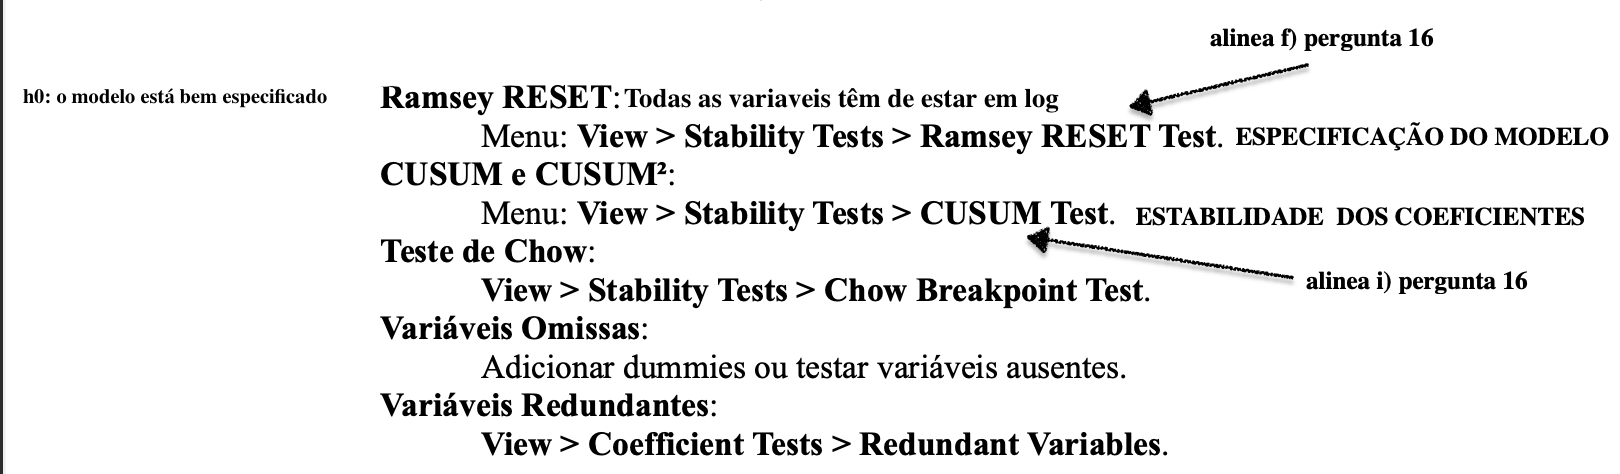 alinea f) pergunta 16
h0: o modelo está bem especificado
Ramsey RESET: Todas as variaveis têm de estar em log
Menu: View > Stability Tests > Ramsey RESET Test. ESPECIFICAÇÃO DO MODELO
CUSUM e CUSUM²:
Menu: View > Stability Tests > CUSUM Test. ESTABILIDADE DOS COEFICIENTES
Teste de Chow:
alinea i) pergunta 16
View > Stability Tests > Chow Breakpoint Test.
Variáveis Omissas:
Adicionar dummies ou testar variáveis ausentes.
Variáveis Redundantes:
View > Coefficient Tests > Redundant Variables.